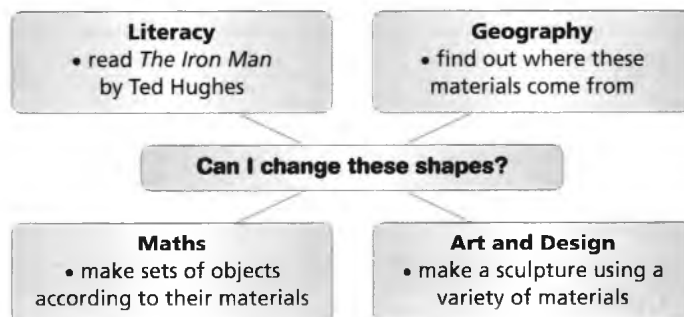 Literacy
• read The Iron Man
by Ted Hughes
Geography
• find out where these
materials come from
Can I change these shapes?
Maths
• make sets of objects
according to their materials
Art and Design
• make a sculpture using a
variety of materials